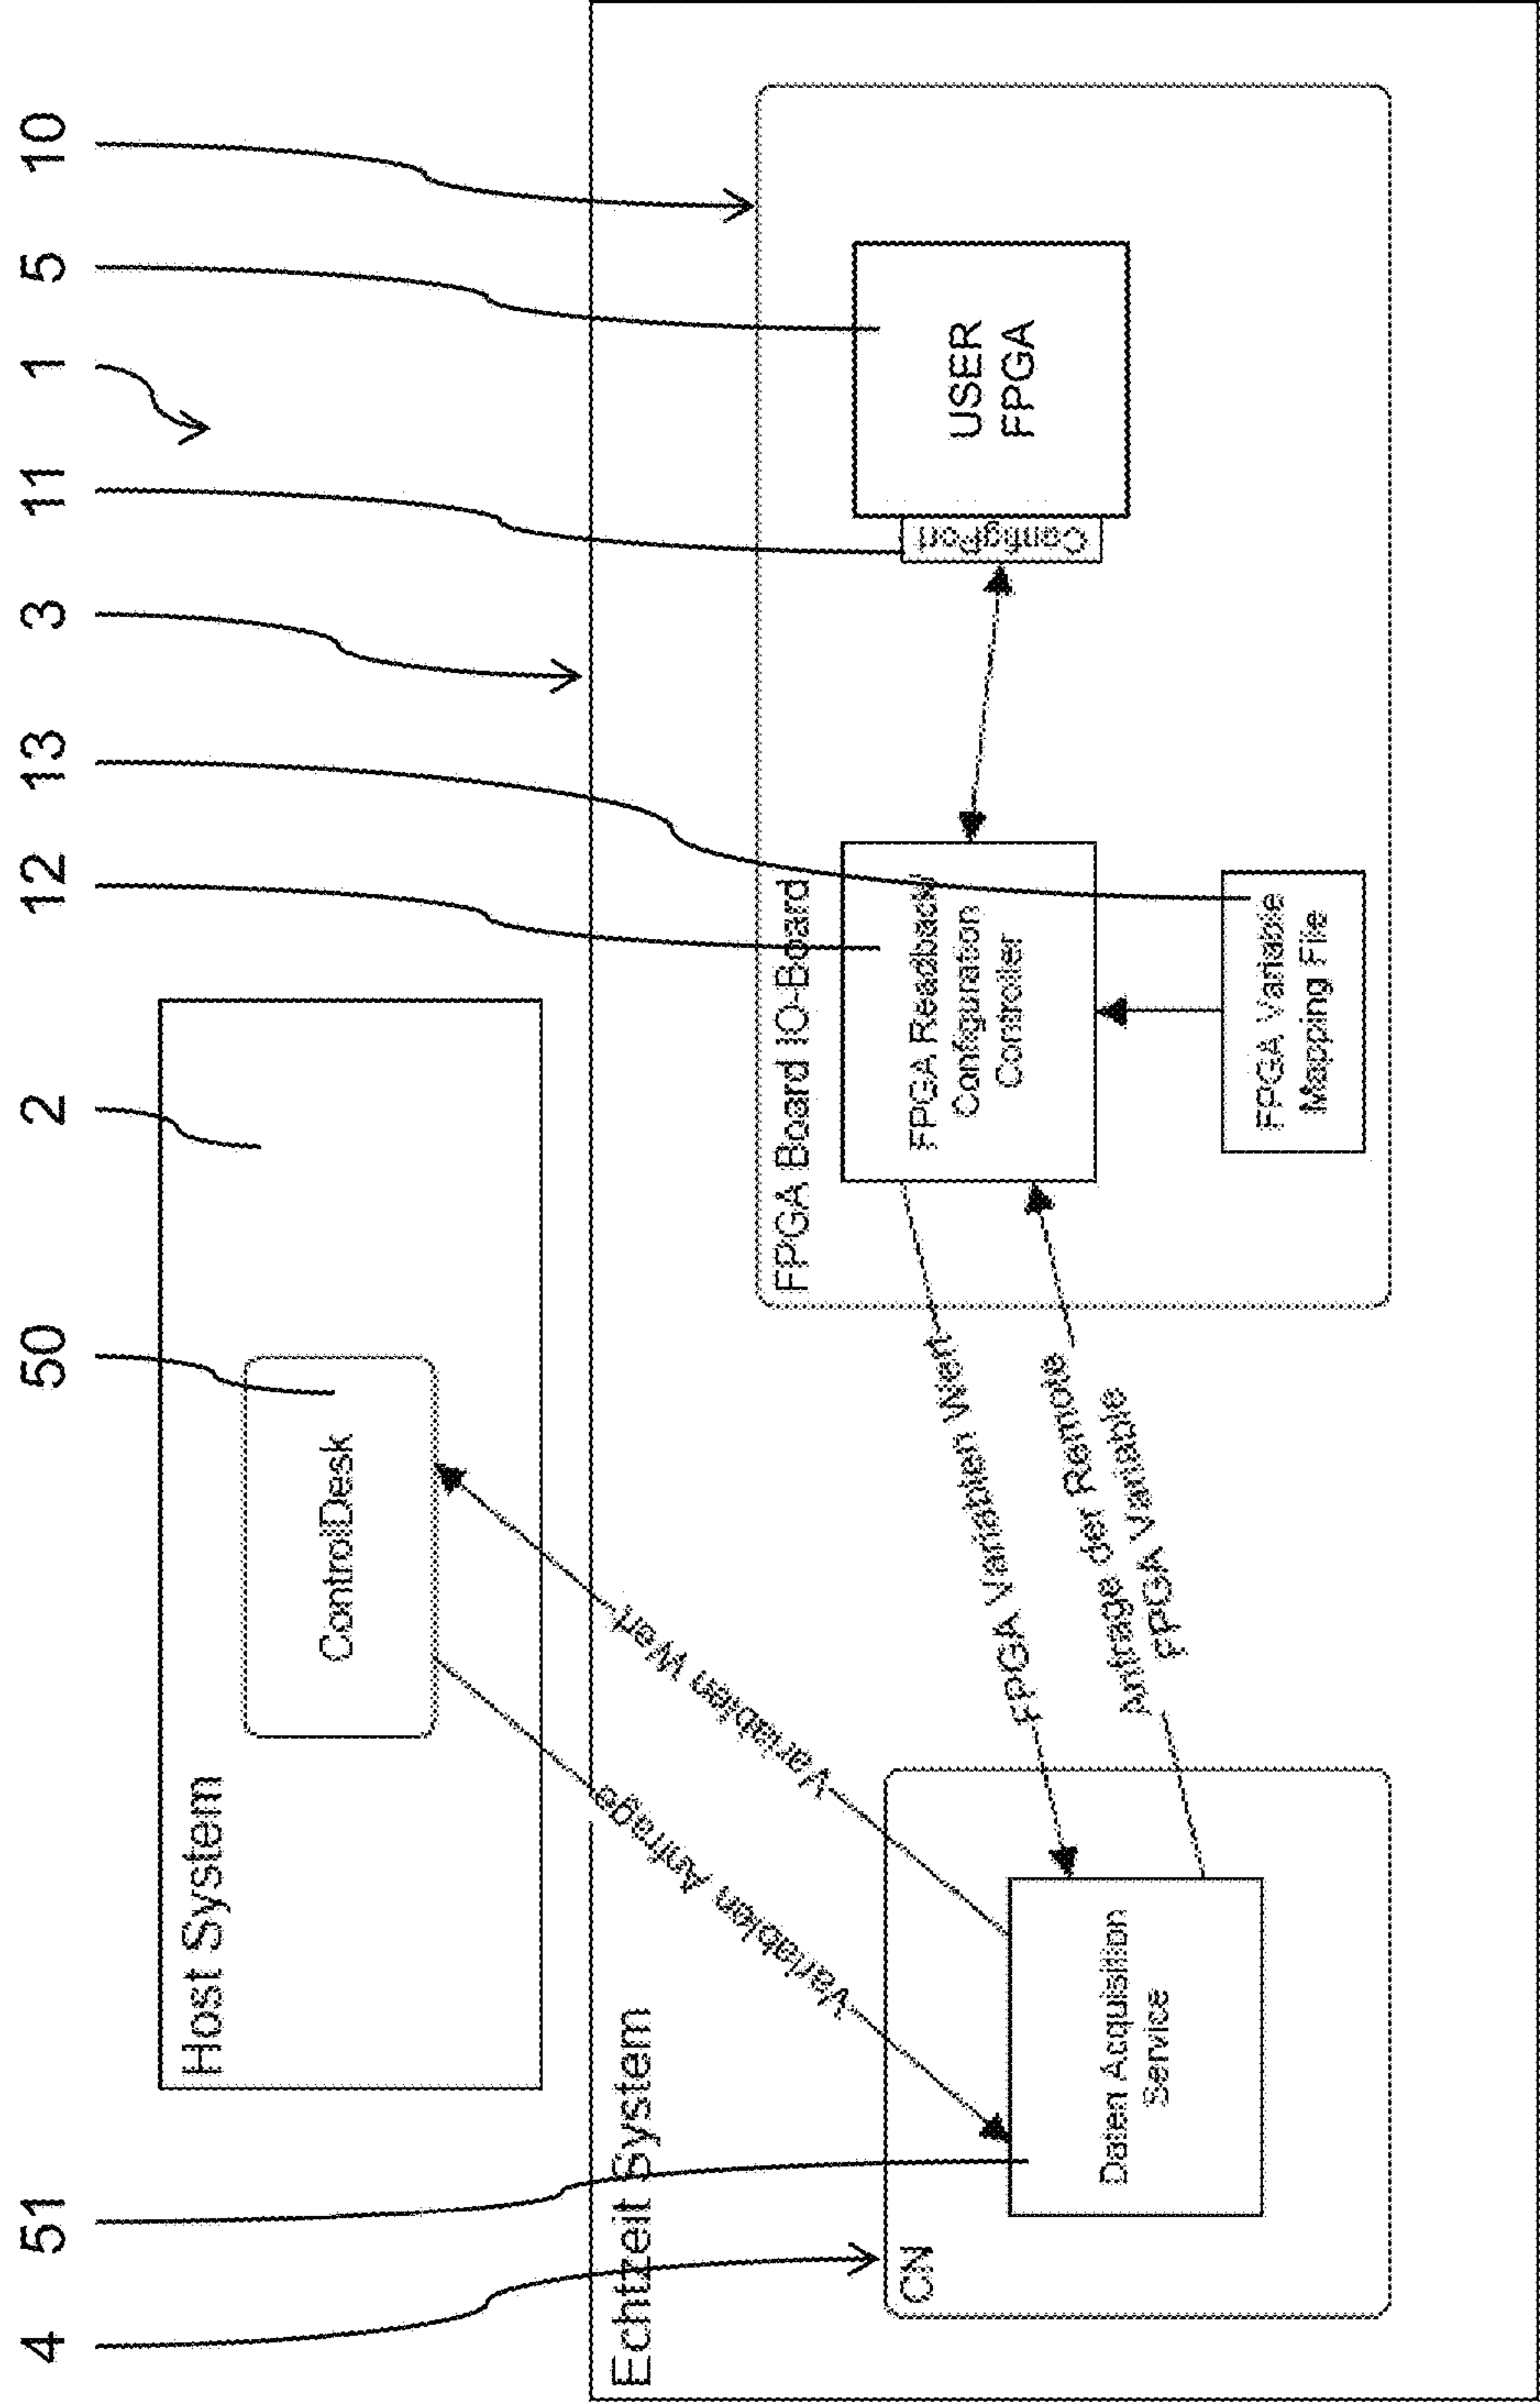 4
51
50
2
12
13
3
11
1
5
10
Host System
ControlDesk
Echtzeit System
Variablen Anfrage
Variablen Wert
CN
Daten Acquisition
Service
FPGA Variablen Wert
Anfrage der Remote
FPGA Variable
FPGA Board IO-Board
FPGA Readback/
Configuration
Controller
FPGA Variable
Mapping File
ConfigPort
USER
FPGA